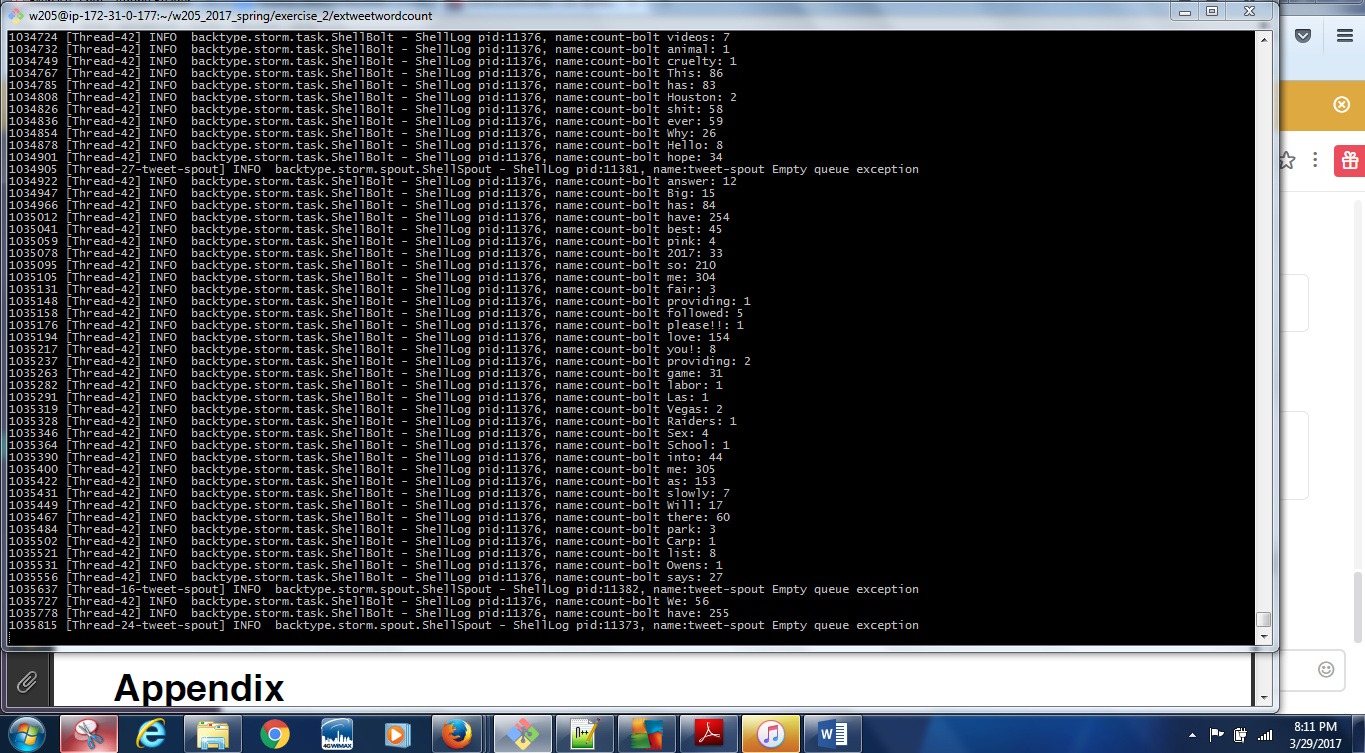 w205@ip-172-31-0-177:~/w205_2017_spring/exercise_2/extweetwordcount
1034724 [Thread-42] INFO  backtype.storm.task.ShellBolt - ShellLog pid:11376, name:count-bolt videos: 7
1034732 [Thread-42] INFO  backtype.storm.task.ShellBolt - ShellLog pid:11376, name:count-bolt animal: 1
1034749 [Thread-42] INFO  backtype.storm.task.ShellBolt - ShellLog pid:11376, name:count-bolt cruelty: 1
1034767 [Thread-42] INFO  backtype.storm.task.ShellBolt - ShellLog pid:11376, name:count-bolt This: 86
1034785 [Thread-42] INFO  backtype.storm.task.ShellBolt - ShellLog pid:11376, name:count-bolt has: 83
1034808 [Thread-42] INFO  backtype.storm.task.ShellBolt - ShellLog pid:11376, name:count-bolt Houston: 2
1034826 [Thread-42] INFO  backtype.storm.task.ShellBolt - ShellLog pid:11376, name:count-bolt shit: 58
1034836 [Thread-42] INFO  backtype.storm.task.ShellBolt - ShellLog pid:11376, name:count-bolt ever: 59
1034854 [Thread-42] INFO  backtype.storm.task.ShellBolt - ShellLog pid:11376, name:count-bolt Why: 26
1034878 [Thread-42] INFO  backtype.storm.task.ShellBolt - ShellLog pid:11376, name:count-bolt Hello: 8
1034901 [Thread-42] INFO  backtype.storm.task.ShellBolt - ShellLog pid:11376, name:count-bolt hope: 34
1034905 [Thread-27-tweet-spout] INFO  backtype.storm.spout.ShellSpout - ShellLog pid:11381, name:tweet-spout Empty queue exception
1034922 [Thread-42] INFO  backtype.storm.task.ShellBolt - ShellLog pid:11376, name:count-bolt answer: 12
1034947 [Thread-42] INFO  backtype.storm.task.ShellBolt - ShellLog pid:11376, name:count-bolt Big: 15
1034966 [Thread-42] INFO  backtype.storm.task.ShellBolt - ShellLog pid:11376, name:count-bolt has: 84
1035012 [Thread-42] INFO  backtype.storm.task.ShellBolt - ShellLog pid:11376, name:count-bolt have: 254
1035041 [Thread-42] INFO  backtype.storm.task.ShellBolt - ShellLog pid:11376, name:count-bolt best: 45
1035059 [Thread-42] INFO  backtype.storm.task.ShellBolt - ShellLog pid:11376, name:count-bolt pink: 4
1035078 [Thread-42] INFO  backtype.storm.task.ShellBolt - ShellLog pid:11376, name:count-bolt 2017: 33
1035095 [Thread-42] INFO  backtype.storm.task.ShellBolt - ShellLog pid:11376, name:count-bolt so: 210
1035105 [Thread-42] INFO  backtype.storm.task.ShellBolt - ShellLog pid:11376, name:count-bolt me: 304
1035131 [Thread-42] INFO  backtype.storm.task.ShellBolt - ShellLog pid:11376, name:count-bolt fair: 3
1035148 [Thread-42] INFO  backtype.storm.task.ShellBolt - ShellLog pid:11376, name:count-bolt providing: 1
1035158 [Thread-42] INFO  backtype.storm.task.ShellBolt - ShellLog pid:11376, name:count-bolt followed: 5
1035176 [Thread-42] INFO  backtype.storm.task.ShellBolt - ShellLog pid:11376, name:count-bolt please!!: 1
1035194 [Thread-42] INFO  backtype.storm.task.ShellBolt - ShellLog pid:11376, name:count-bolt love: 154
1035217 [Thread-42] INFO  backtype.storm.task.ShellBolt - ShellLog pid:11376, name:count-bolt you!: 8
1035237 [Thread-42] INFO  backtype.storm.task.ShellBolt - ShellLog pid:11376, name:count-bolt providing: 2
1035263 [Thread-42] INFO  backtype.storm.task.ShellBolt - ShellLog pid:11376, name:count-bolt game: 31
1035282 [Thread-42] INFO  backtype.storm.task.ShellBolt - ShellLog pid:11376, name:count-bolt labor: 1
1035291 [Thread-42] INFO  backtype.storm.task.ShellBolt - ShellLog pid:11376, name:count-bolt Las: 1
1035319 [Thread-42] INFO  backtype.storm.task.ShellBolt - ShellLog pid:11376, name:count-bolt Vegas: 2
1035328 [Thread-42] INFO  backtype.storm.task.ShellBolt - ShellLog pid:11376, name:count-bolt Raiders: 1
1035346 [Thread-42] INFO  backtype.storm.task.ShellBolt - ShellLog pid:11376, name:count-bolt Sex: 4
1035364 [Thread-42] INFO  backtype.storm.task.ShellBolt - ShellLog pid:11376, name:count-bolt School: 1
1035390 [Thread-42] INFO  backtype.storm.task.ShellBolt - ShellLog pid:11376, name:count-bolt into: 44
1035400 [Thread-42] INFO  backtype.storm.task.ShellBolt - ShellLog pid:11376, name:count-bolt me: 305
1035422 [Thread-42] INFO  backtype.storm.task.ShellBolt - ShellLog pid:11376, name:count-bolt as: 153
1035431 [Thread-42] INFO  backtype.storm.task.ShellBolt - ShellLog pid:11376, name:count-bolt slowly: 7
1035449 [Thread-42] INFO  backtype.storm.task.ShellBolt - ShellLog pid:11376, name:count-bolt Will: 17
1035467 [Thread-42] INFO  backtype.storm.task.ShellBolt - ShellLog pid:11376, name:count-bolt there: 60
1035484 [Thread-42] INFO  backtype.storm.task.ShellBolt - ShellLog pid:11376, name:count-bolt park: 3
1035502 [Thread-42] INFO  backtype.storm.task.ShellBolt - ShellLog pid:11376, name:count-bolt Carp: 1
1035521 [Thread-42] INFO  backtype.storm.task.ShellBolt - ShellLog pid:11376, name:count-bolt list: 8
1035531 [Thread-42] INFO  backtype.storm.task.ShellBolt - ShellLog pid:11376, name:count-bolt Owens: 1
1035556 [Thread-42] INFO  backtype.storm.task.ShellBolt - ShellLog pid:11376, name:count-bolt says: 27
1035637 [Thread-16-tweet-spout] INFO  backtype.storm.spout.ShellSpout - ShellLog pid:11382, name:tweet-spout Empty queue exception
1035727 [Thread-42] INFO  backtype.storm.task.ShellBolt - ShellLog pid:11376, name:count-bolt We: 56
1035778 [Thread-42] INFO  backtype.storm.task.ShellBolt - ShellLog pid:11376, name:count-bolt have: 255
1035815 [Thread-24-tweet-spout] INFO  backtype.storm.spout.ShellSpout - ShellLog pid:11373, name:tweet-spout Empty queue exception
Appendix
4G WiMAX
8:11 PM
3/29/2017